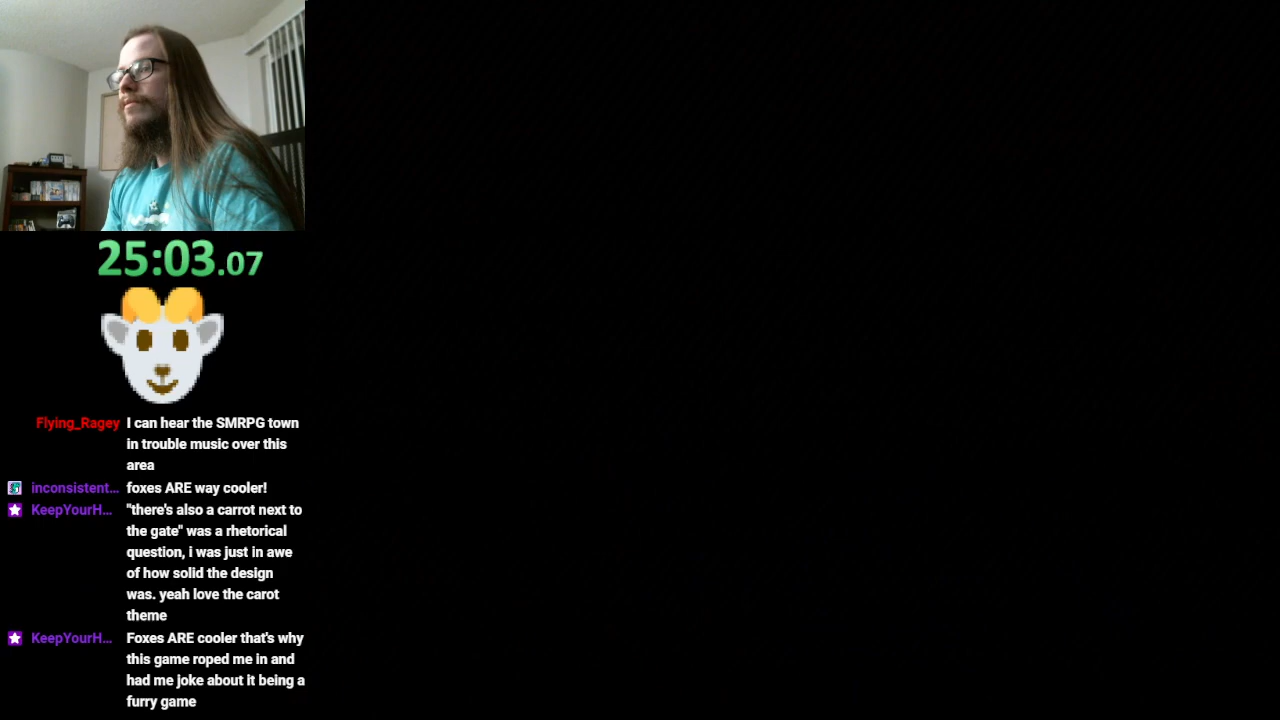 25:03.07
Flying_Ragey I can hear the SMRPG town
in trouble music over this
area
inconsistent... foxes ARE way cooler!
KeepYourH... "there's also a carrot next to
the gate" was a rhetorical
question, i was just in awe
of how solid the design
was. yeah love the carot
theme
KeepYourH... Foxes ARE cooler that's why
this game roped me in and
had me joke about it being a
furry game